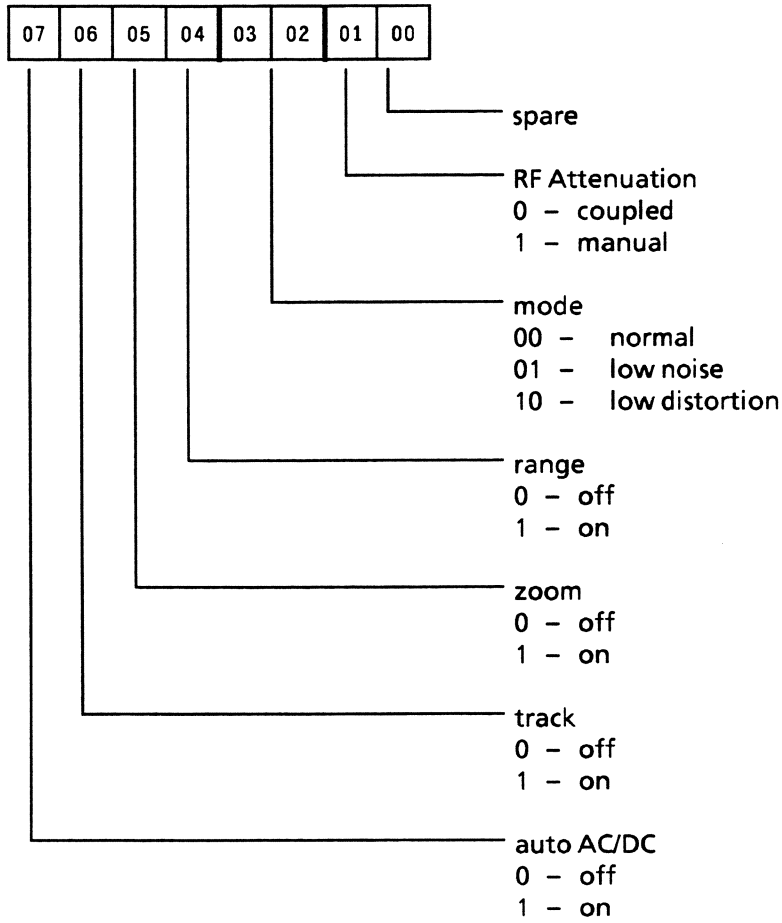 07 06 05 04 03 02 01 00
spare
RF Attenuation
0 – coupled
1 – manual
mode
00 – normal
01 – low noise
10 – low distortion
range
0 – off
1 – on
zoom
0 – off
1 – on
track
0 – off
1 – on
auto AC/DC
0 – off
1 – on